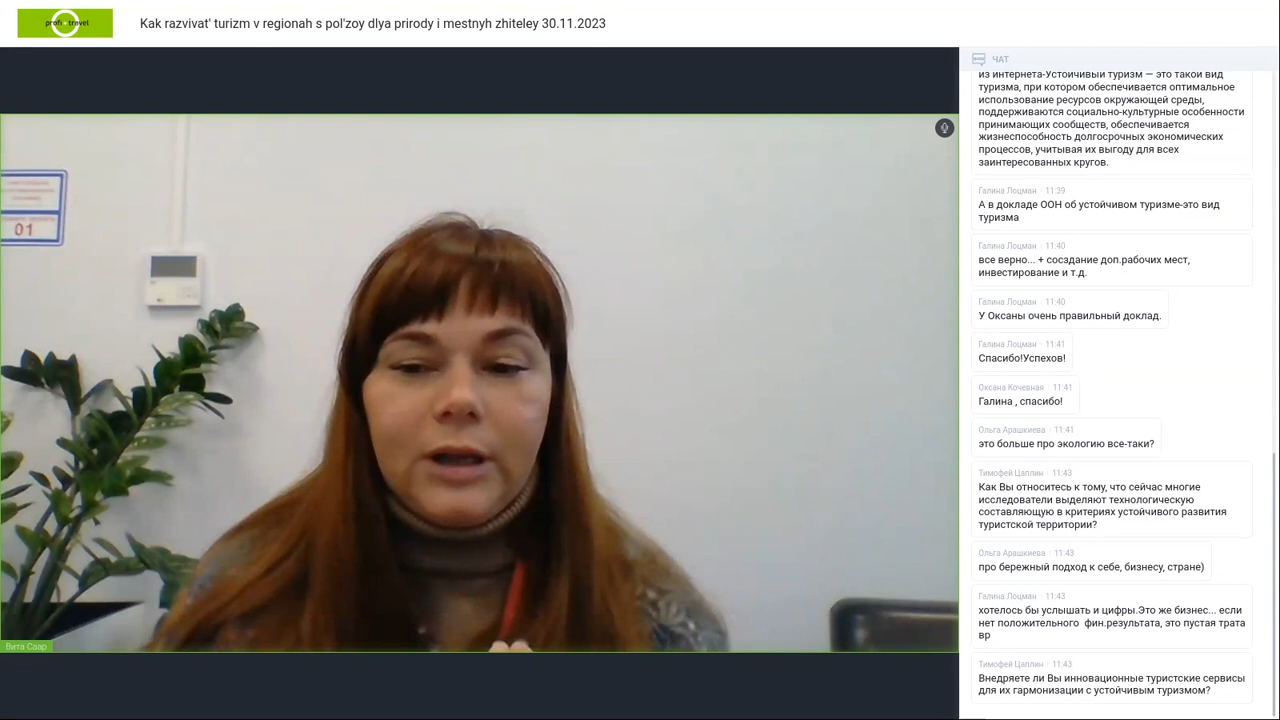 profi travel
Kak razvivat' turizm v regionah s pol'zoy dlya prirody i mestnyh zhiteley 30.11.2023
01
Вита Саар
ЧАТ
из интернета-Устойчивый туризм — это такой вид
туризма, при котором обеспечивается оптимальное
использование ресурсов окружающей среды,
поддерживаются социально-культурные особенности
принимающих сообществ, обеспечивается
жизнеспособность долгосрочных экономических
процессов, учитывая их выгоду для всех
заинтересованных кругов.
Галина Лоцман · 11:39
А в докладе ООН об устойчивом туризме-это вид
туризма
Галина Лоцман · 11:40
все верно... + сосздание доп.рабочих мест,
инвестирование и т.д.
Галина Лоцман · 11:40
У Оксаны очень правильный доклад.
Галина Лоцман · 11:41
Спасибо!Успехов!
Оксана Кочевная · 11:41
Галина , спасибо!
Ольга Арашкиева · 11:41
это больше про экологию все-таки?
Тимофей Цаплин · 11:43
Как Вы относитесь к тому, что сейчас многие
исследователи выделяют технологическую
составляющую в критериях устойчивого развития
туристской территории?
Ольга Арашкиева · 11:43
про бережный подход к себе, бизнесу, стране)
Галина Лоцман · 11:43
хотелось бы услышать и цифры.Это же бизнес... если
нет положительного фин.результата, это пустая трата
вр
Тимофей Цаплин · 11:43
Внедряете ли Вы инновационные туристские сервисы
для их гармонизации с устойчивым туризмом?